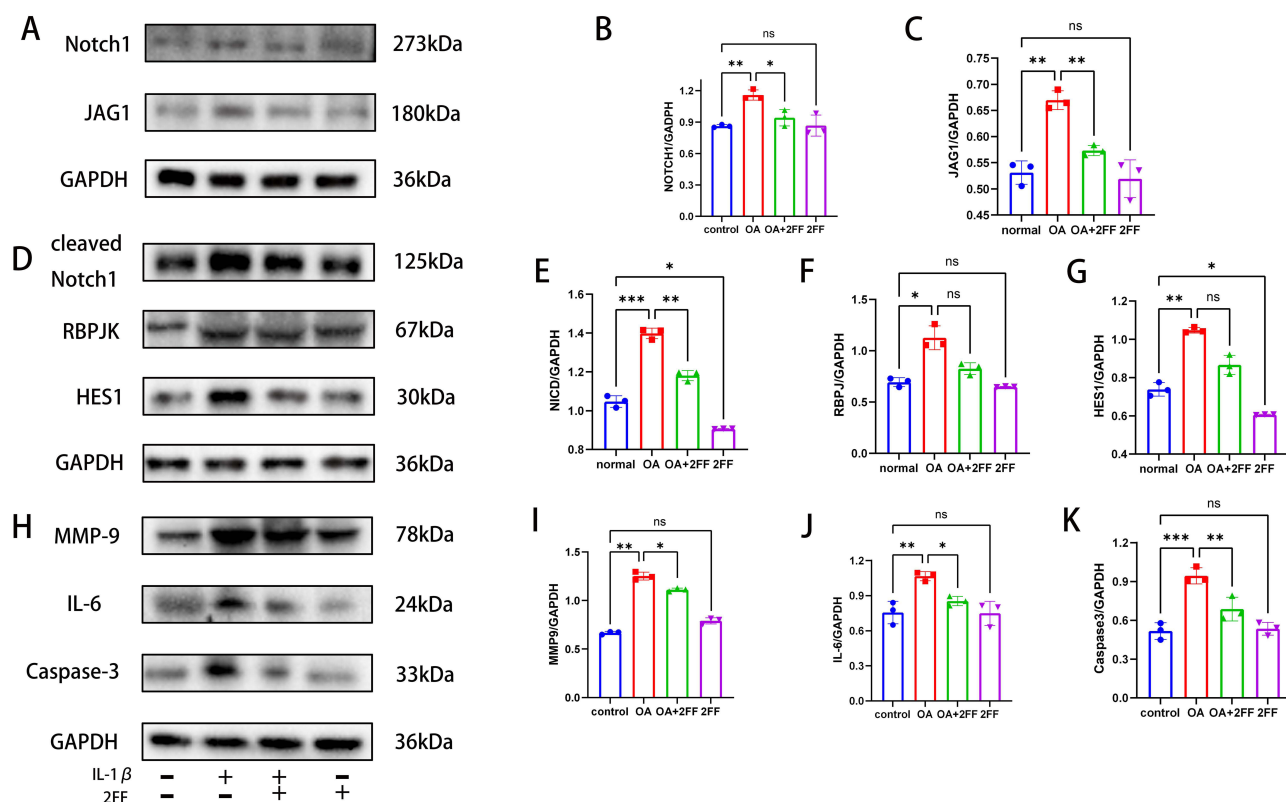 A
Notch1
273kDa
JAG1
180kDa
GAPDH
36kDa
B
ns
** *
NOTCH1/GADPH
1.2
0.9
0.6
0.3
0.0
control OA OA+2FF 2FF
C
ns
** **
JAG1/GAPDH
0.75
0.70
0.65
0.60
0.55
0.50
0.45
normal OA OA+2FF 2FF
D
cleaved
Notch1
125kDa
RBPJK
67kDa
HES1
30kDa
GAPDH
36kDa
E
*
*** **
NICD/GAPDH
1.6
1.4
1.2
1.0
0.8
normal OA OA+2FF 2FF
F
ns
* ns
RBPJ/GAPDH
1.5
1.0
0.5
0.0
normal OA OA+2FF 2FF
G
*
** ns
HES1/GAPDH
1.2
1.0
0.8
0.6
0.4
normal OA OA+2FF 2FF
H
MMP-9
78kDa
IL-6
24kDa
Caspase-3
33kDa
GAPDH
36kDa
IL-1β - + + -
2FF - - + +
I
ns
** *
MMP9/GAPDH
1.5
1.0
0.5
0.0
control OA OA+2FF 2FF
J
ns
** *
IL-6/GAPDH
1.2
0.9
0.6
0.3
0.0
control OA OA+2FF 2FF
K
ns
*** **
Caspase3/GAPDH
1.2
0.9
0.6
0.3
0.0
control OA OA+2FF 2FF